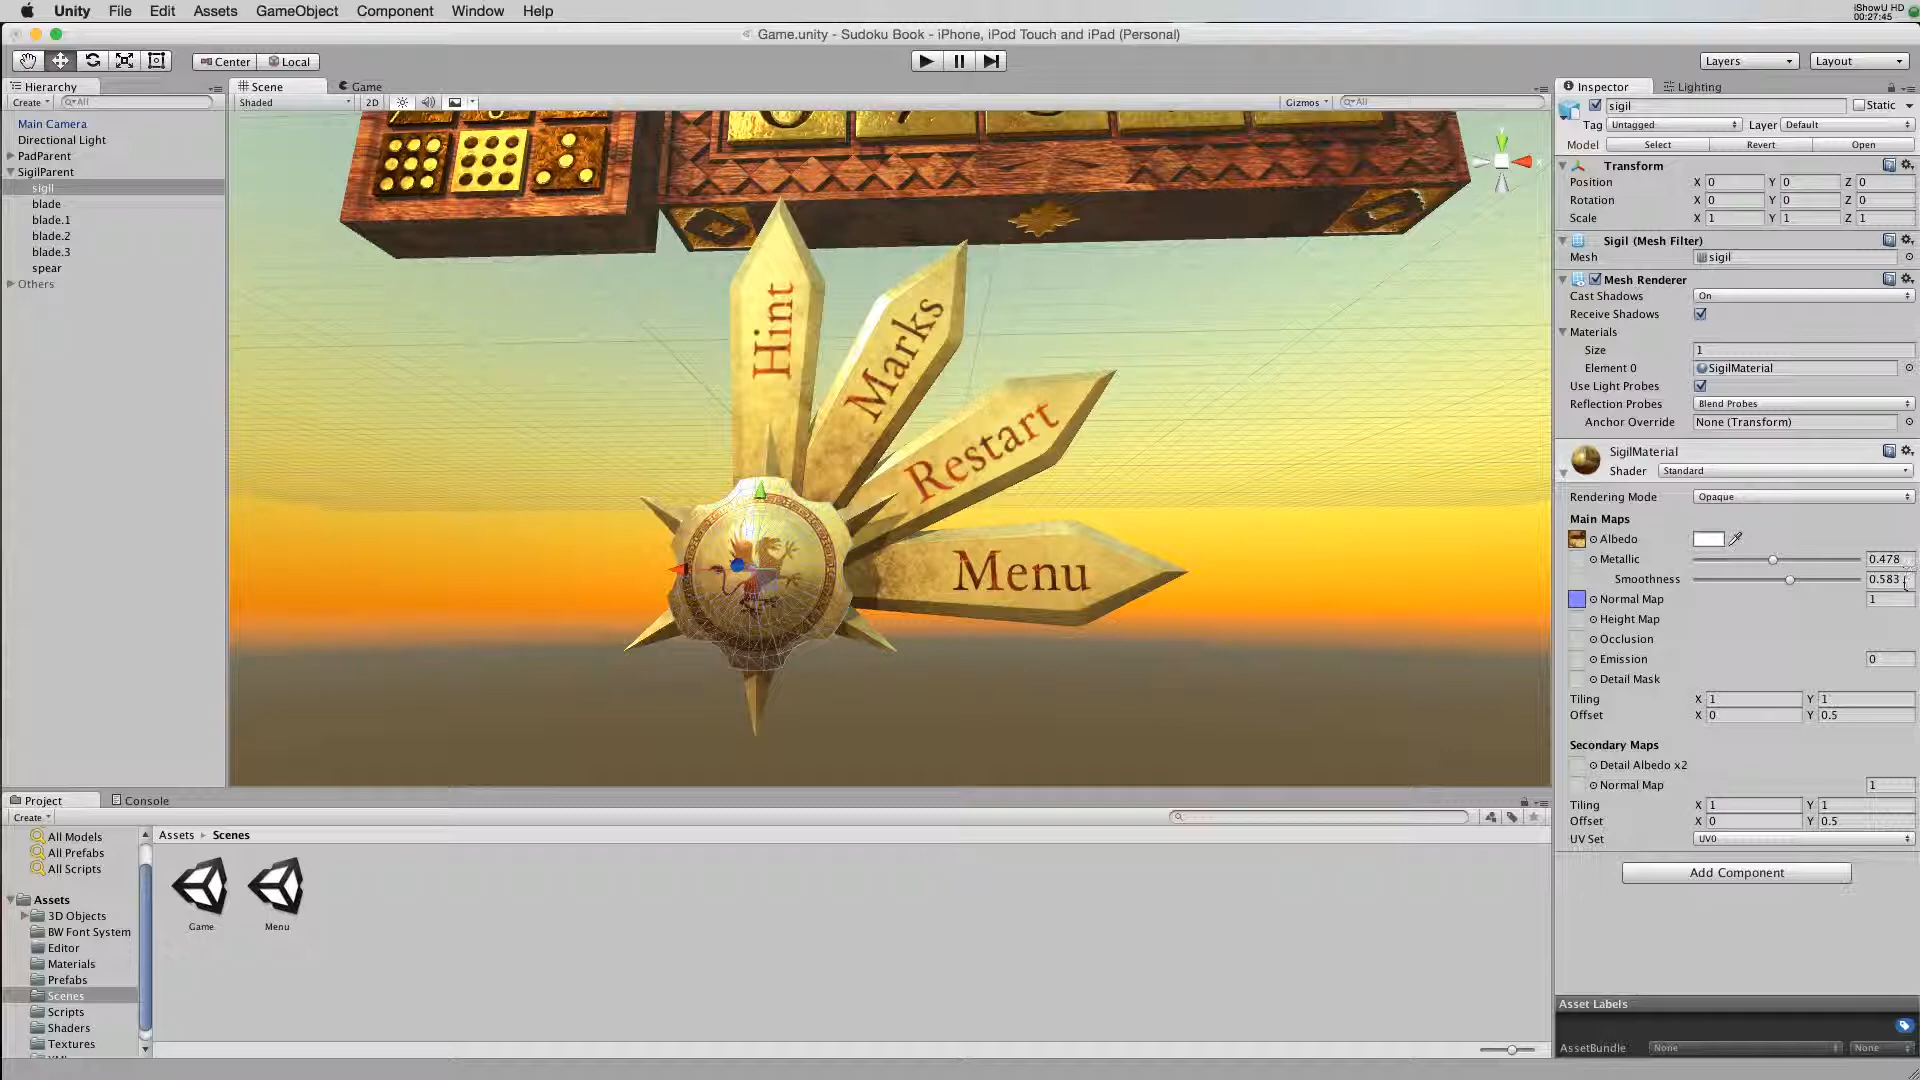 Unity File Edit Assets GameObject Component Window Help
iShowU HD
00:27:45
Game.unity - Sudoku Book - iPhone, iPod Touch and iPad (Personal)
Center Local
Layers Layout
Hierarchy
Create All
Main Camera
Directional Light
PadParent
SigilParent
sigil
blade
blade.1
blade.2
blade.3
spear
Others
Scene Game
Shaded 2D Gizmos All
Hint
Marks
Restart
Menu
Inspector Lighting
sigil Static
Tag Untagged Layer Default
Model Select Revert Open
Transform
Position X 0 Y 0 Z 0
Rotation X 0 Y 0 Z 0
Scale X 1 Y 1 Z 1
Sigil (Mesh Filter)
Mesh sigil
Mesh Renderer
Cast Shadows On
Receive Shadows
Materials
Size 1
Element 0 SigilMaterial
Use Light Probes
Reflection Probes Blend Probes
Anchor Override None (Transform)
SigilMaterial
Shader Standard
Rendering Mode Opaque
Main Maps
Albedo
Metallic 0.478
Smoothness 0.583
Normal Map 1
Height Map
Occlusion
Emission 0
Detail Mask
Tiling X 1 Y 1
Offset X 0 Y 0.5
Secondary Maps
Detail Albedo x2
Normal Map 1
Tiling X 1 Y 1
Offset X 0 Y 0.5
UV Set UV0
Add Component
Asset Labels
AssetBundle None None
Project Console
Create
All Models
All Prefabs
All Scripts
Assets
3D Objects
BW Font System
Editor
Materials
Prefabs
Scenes
Scripts
Shaders
Textures
Assets Scenes
Game Menu